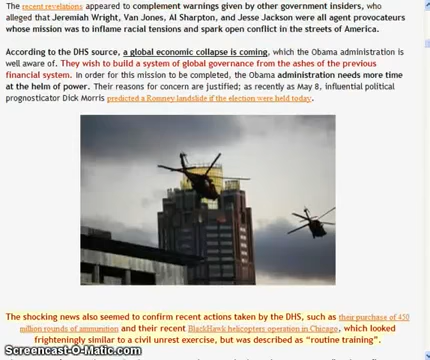 The recent revelations appeared to complement warnings given by other government insiders, who
alleged that Jeremiah Wright, Van Jones, Al Sharpton, and Jesse Jackson were all agent provocateurs
whose mission was to inflame racial tensions and spark open conflict in the streets of America.
According to the DHS source, a global economic collapse is coming, which the Obama administration is
well aware of. They wish to build a system of global governance from the ashes of the previous
financial system. In order for this mission to be completed, the Obama administration needs more time
at the helm of power. Their reasons for concern are justified; as recently as May 8, influential political
prognosticator Dick Morris predicted a Romney landslide if the election were held today.
The shocking news also seemed to confirm recent actions taken by the DHS, such as their purchase of 450
million rounds of ammunition and their recent BlackHawk helicopters operation in Chicago, which looked
frighteningly similar to a civil unrest exercise, but was described as "routine training".
Screencast-O-Matic.com